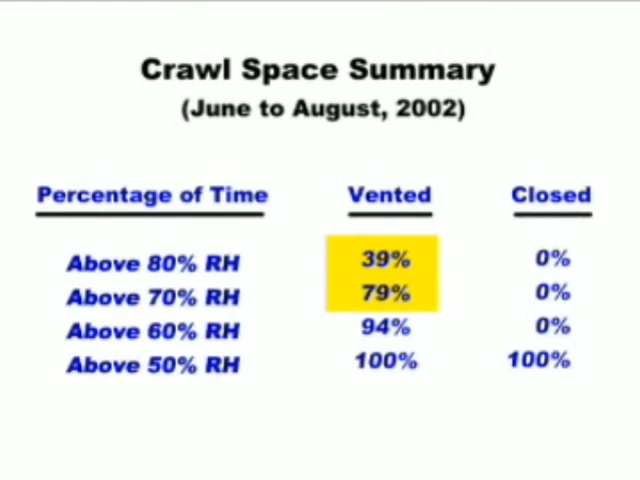 Crawl Space Summary
(June to August, 2002)
Percentage of Time Vented Closed
Above 80% RH 39% 0%
Above 70% RH 79% 0%
Above 60% RH 94% 0%
Above 50% RH 100% 100%